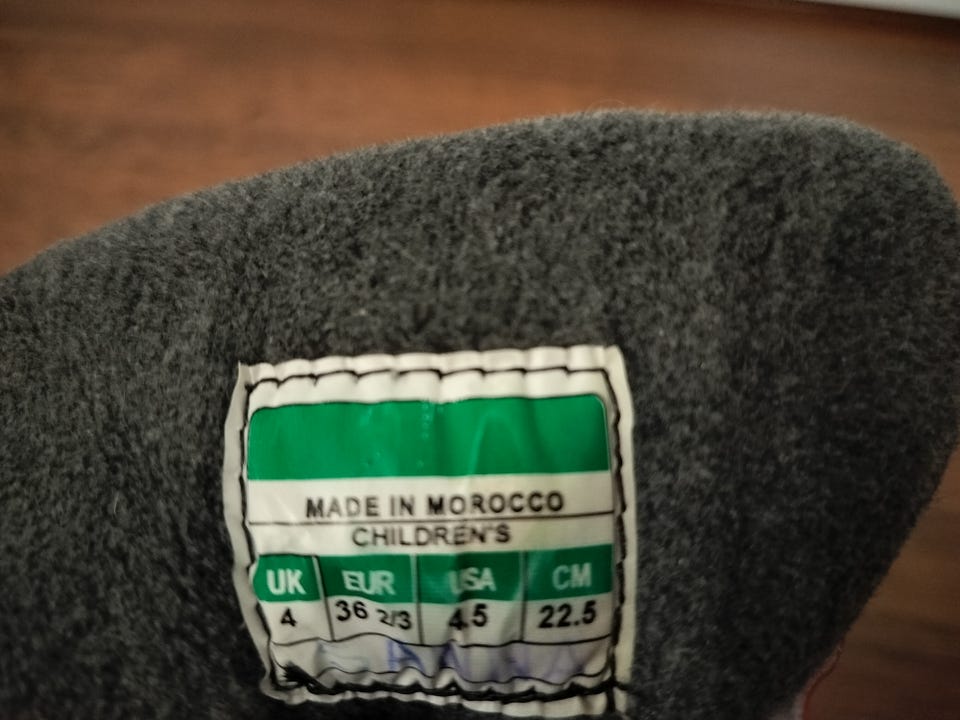 MADE IN MOROCCO
CHILDREN'S
UK EUR USA CM
4 36 2/3 4.5 22.5